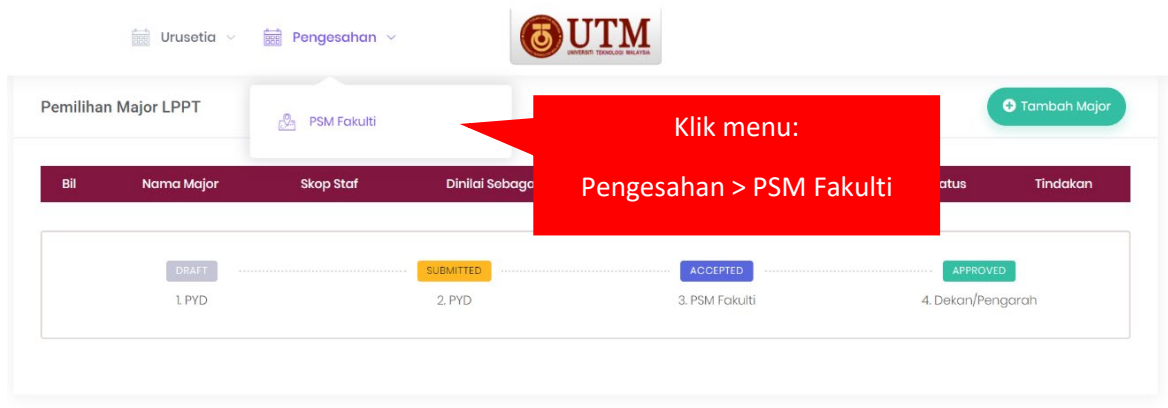 Urusetia
Pengesahan
UTM
UNIVERSITI TEKNOLOGI MALAYSIA
Pemilihan Major LPPT
PSM Fakulti
Tambah Major
Klik menu:
Pengesahan > PSM Fakulti
Bil Nama Major Skop Staf Dinilai Sebaga atus Tindakan
DRAFT SUBMITTED ACCEPTED APPROVED
1. PYD 2. PYD 3. PSM Fakulti 4. Dekan/Pengarah